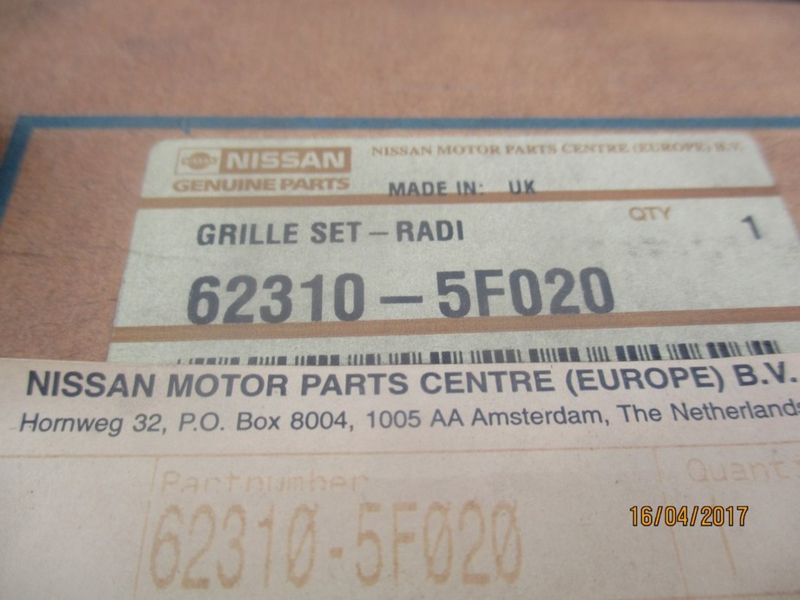 NISSAN
GENUINE PARTS
NISSAN MOTOR PARTS CENTRE (EUROPE) B.V.
MADE IN: UK
GRILLE SET-RADI
QTY
1
62310-5F020
NISSAN MOTOR PARTS CENTRE (EUROPE) B.V.
Hornweg 32, P.O. Box 8004, 1005 AA Amsterdam, The Netherlands
Partnumber
Quant
62310-5F020
1
16/04/2017